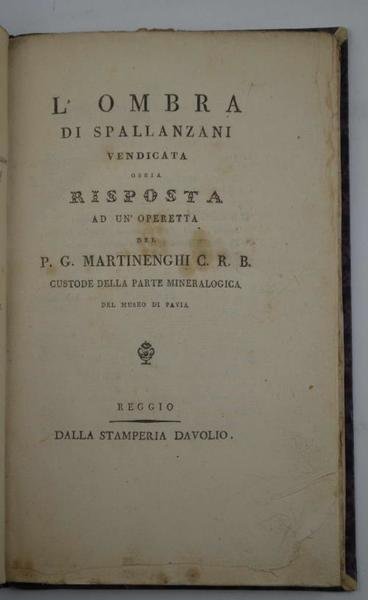 L' OMBRA
DI SPALLANZANI
VENDICATA
OSSIA
RISPOSTA
AD UN' OPERETTA
DEL
P. G. MARTINENGHI C. R. B.
CUSTODE DELLA PARTE MINERALOGICA
DEL MUSEO DI PAVIA
REGGIO
DALLA STAMPERIA DAVOLIO.